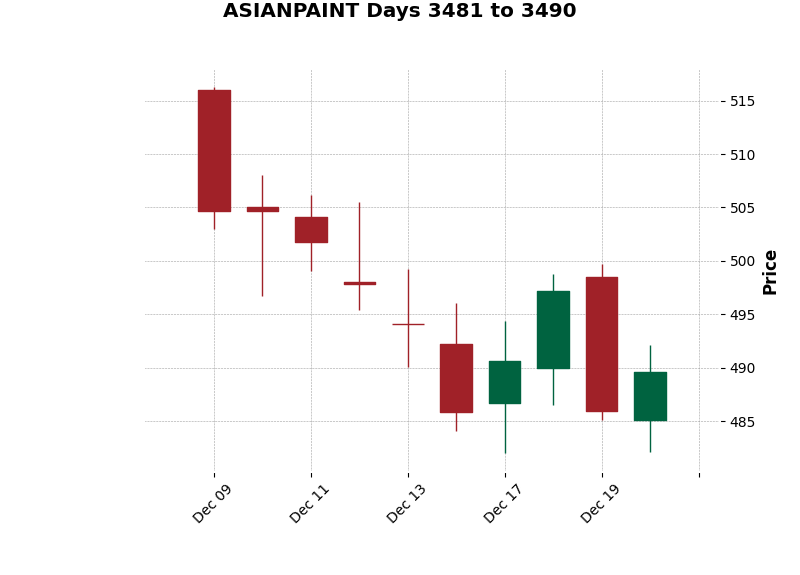 ASIANPAINT Days 3481 to 3490
515
510
505
500
495
490
485
Price
Dec 09
Dec 11
Dec 13
Dec 17
Dec 19